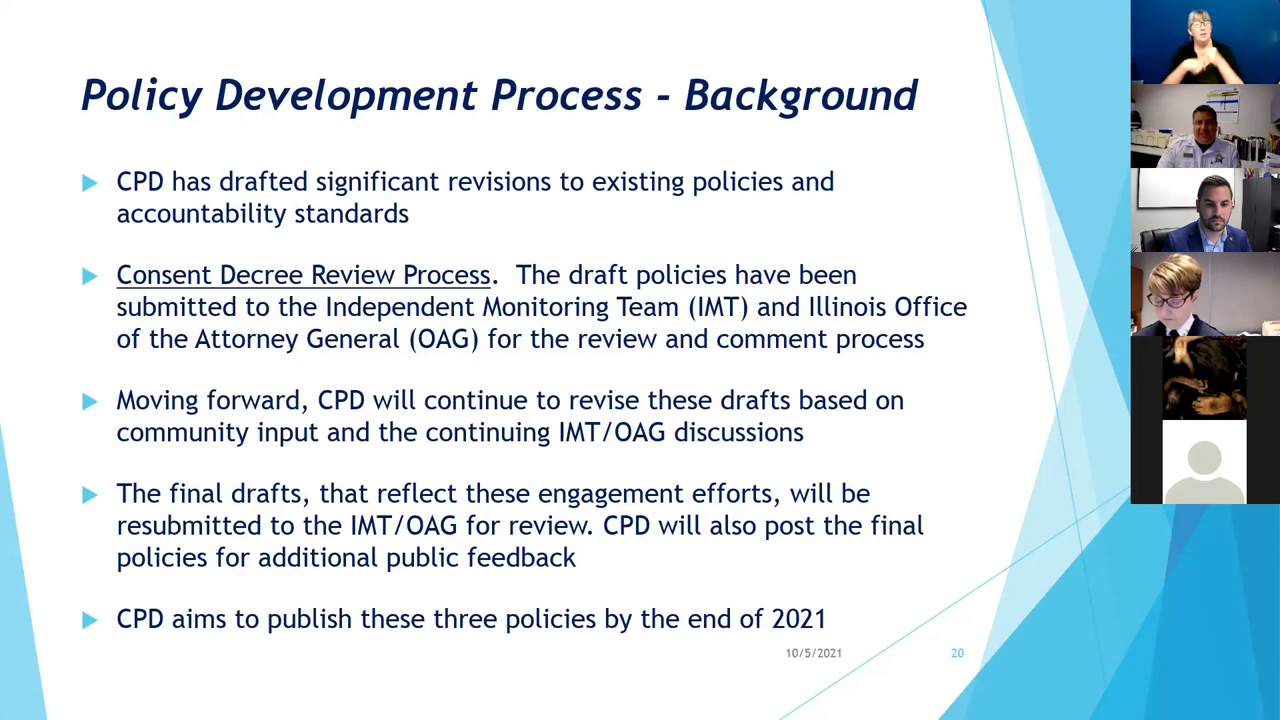 Policy Development Process - Background
CPD has drafted significant revisions to existing policies and
accountability standards
Consent Decree Review Process.  The draft policies have been
submitted to the Independent Monitoring Team (IMT) and Illinois Office
of the Attorney General (OAG) for the review and comment process
Moving forward, CPD will continue to revise these drafts based on
community input and the continuing IMT/OAG discussions
The final drafts, that reflect these engagement efforts, will be
resubmitted to the IMT/OAG for review. CPD will also post the final
policies for additional public feedback
CPD aims to publish these three policies by the end of 2021
10/5/2021
20